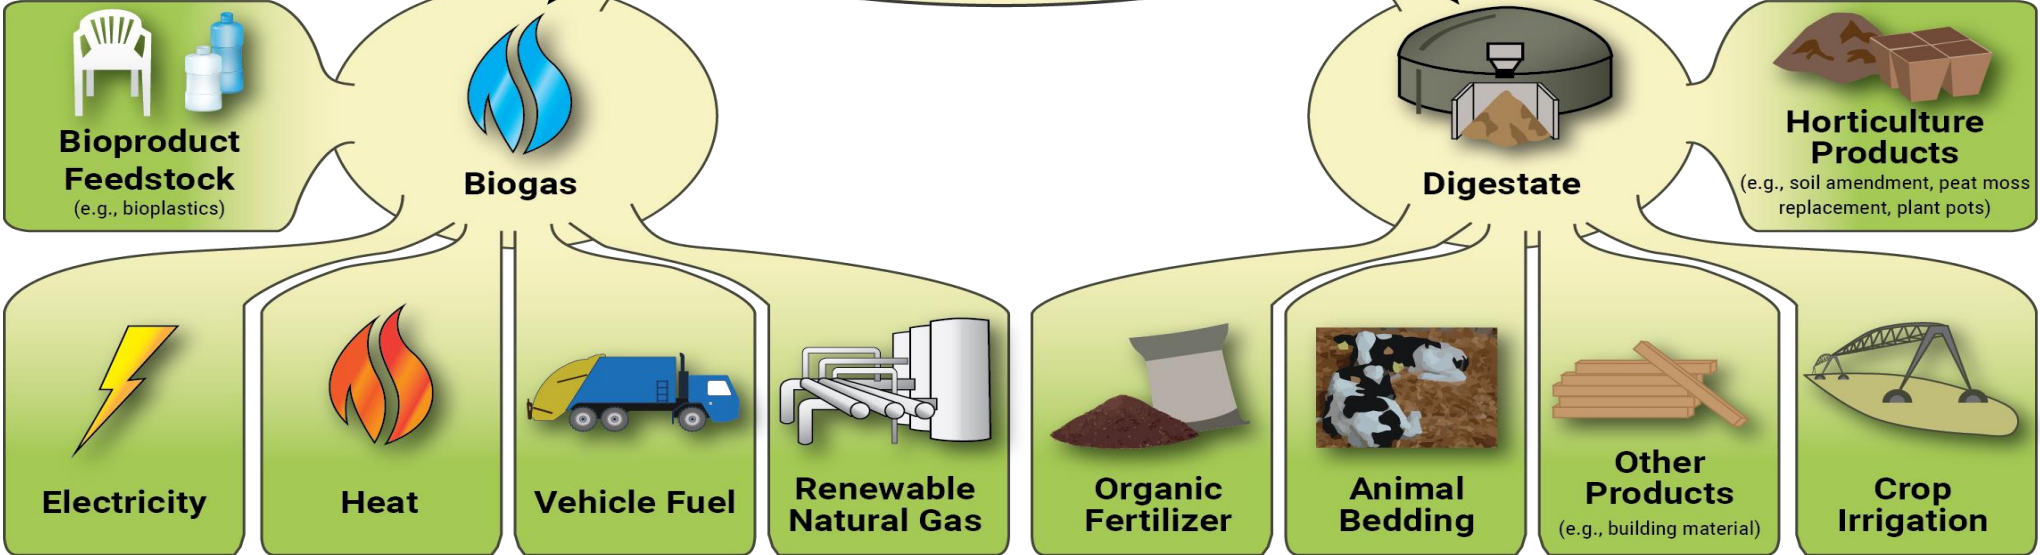 Bioproduct
Feedstock
(e.g., bioplastics)
Biogas
Digestate
Horticulture
Products
(e.g., soil amendment, peat moss
replacement, plant pots)
Electricity
Heat
Vehicle Fuel
Renewable
Natural Gas
Organic
Fertilizer
Animal
Bedding
Other
Products
(e.g., building material)
Crop
Irrigation